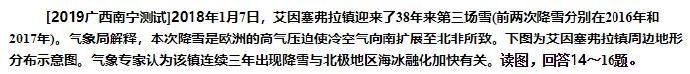 [2019广西南宁测试]2018年1月7日，艾因塞弗拉镇迎来了38年来第三场雪(前两次降雪分别在2016年和
2017年)。气象局解释，本次降雪是欧洲的高气压迫使冷空气向南扩展至北非所致。下图为艾因塞弗拉镇周边地形
分布示意图。气象专家认为该镇连续三年出现降雪与北极地区海冰融化加快有关。读图，回答14～16题。